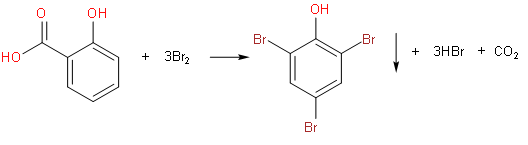 O
OH
HO
+ 3Br₂
OH
Br
Br
Br
+ 3HBr + CO₂